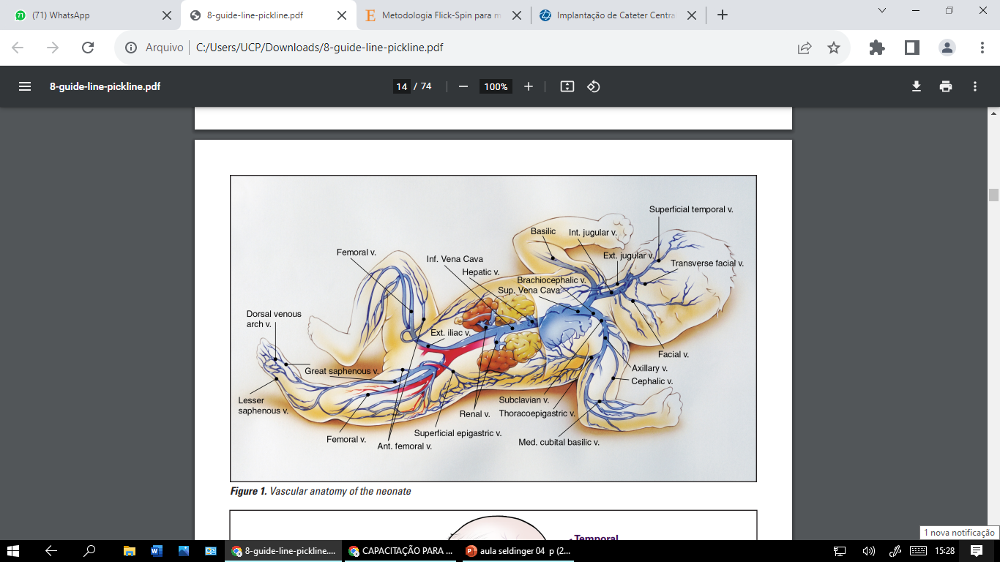 (71) WhatsApp
8-guide-line-pickline.pdf
Metodologia Flick-Spin para m
Implantação de Cateter Centra
Arquivo
C:/Users/UCP/Downloads/8-guide-line-pickline.pdf
8-guide-line-pickline.pdf
14 / 74
100%
Superficial temporal v.
Basilic
Int. jugular v.
Femoral v.
Inf. Vena Cava
Ext. jugular v.
Transverse facial v.
Hepatic v.
Brachiocephalic v.
Sup. Vena Cava
Dorsal venous
arch v.
Ext. iliac v.
Facial v.
Great saphenous v.
Axillary v.
Cephalic v.
Lesser
saphenous v.
Subclavian v.
Renal v.
Thoracoepigastric v.
Superficial epigastric v.
Femoral v.
Ant. femoral v.
Med. cubital basilic v.
Figure 1. Vascular anatomy of the neonate
Temporal
1 nova notificação
8-guide-line-pickline....
CAPACITAÇÃO PARA ...
aula seldinger 04 p (2...
15:28